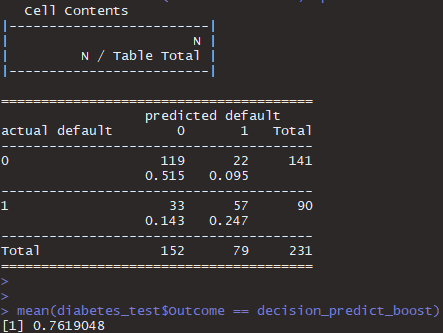 Cell Contents
|-------------------------|
|                       N |
|         N / Table Total |
|-------------------------|
=======================================
                  predicted default
actual default        0       1   Total
---------------------------------------
0                   119      22     141
                  0.515   0.095
---------------------------------------
1                    33      57      90
                  0.143   0.247
---------------------------------------
Total               152      79     231
=======================================
>
>
> mean(diabetes_test$Outcome == decision_predict_boost)
[1] 0.7619048